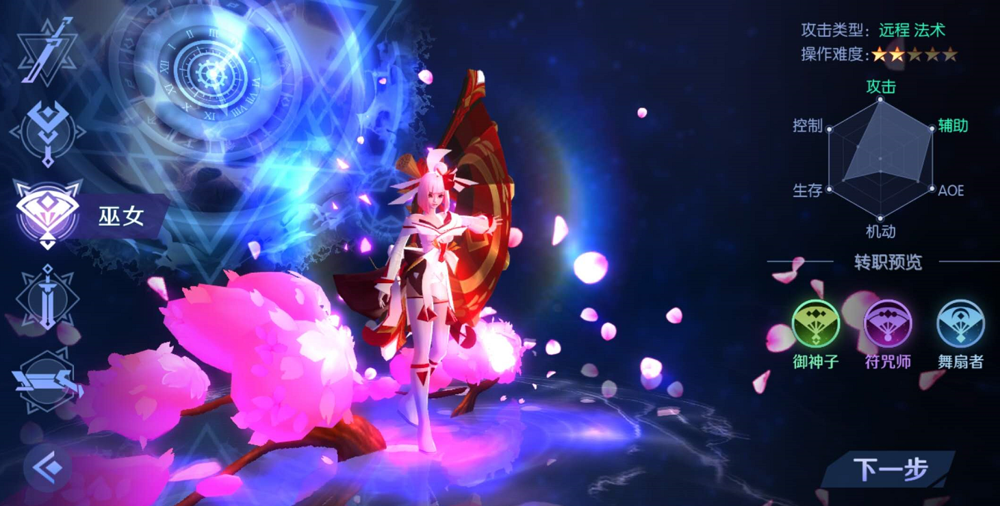 攻击类型：远程 法术
操作难度：
攻击
控制
辅助
生存
AOE
机动
巫女
转职预览
御神子
符咒师
舞扇者
下一步